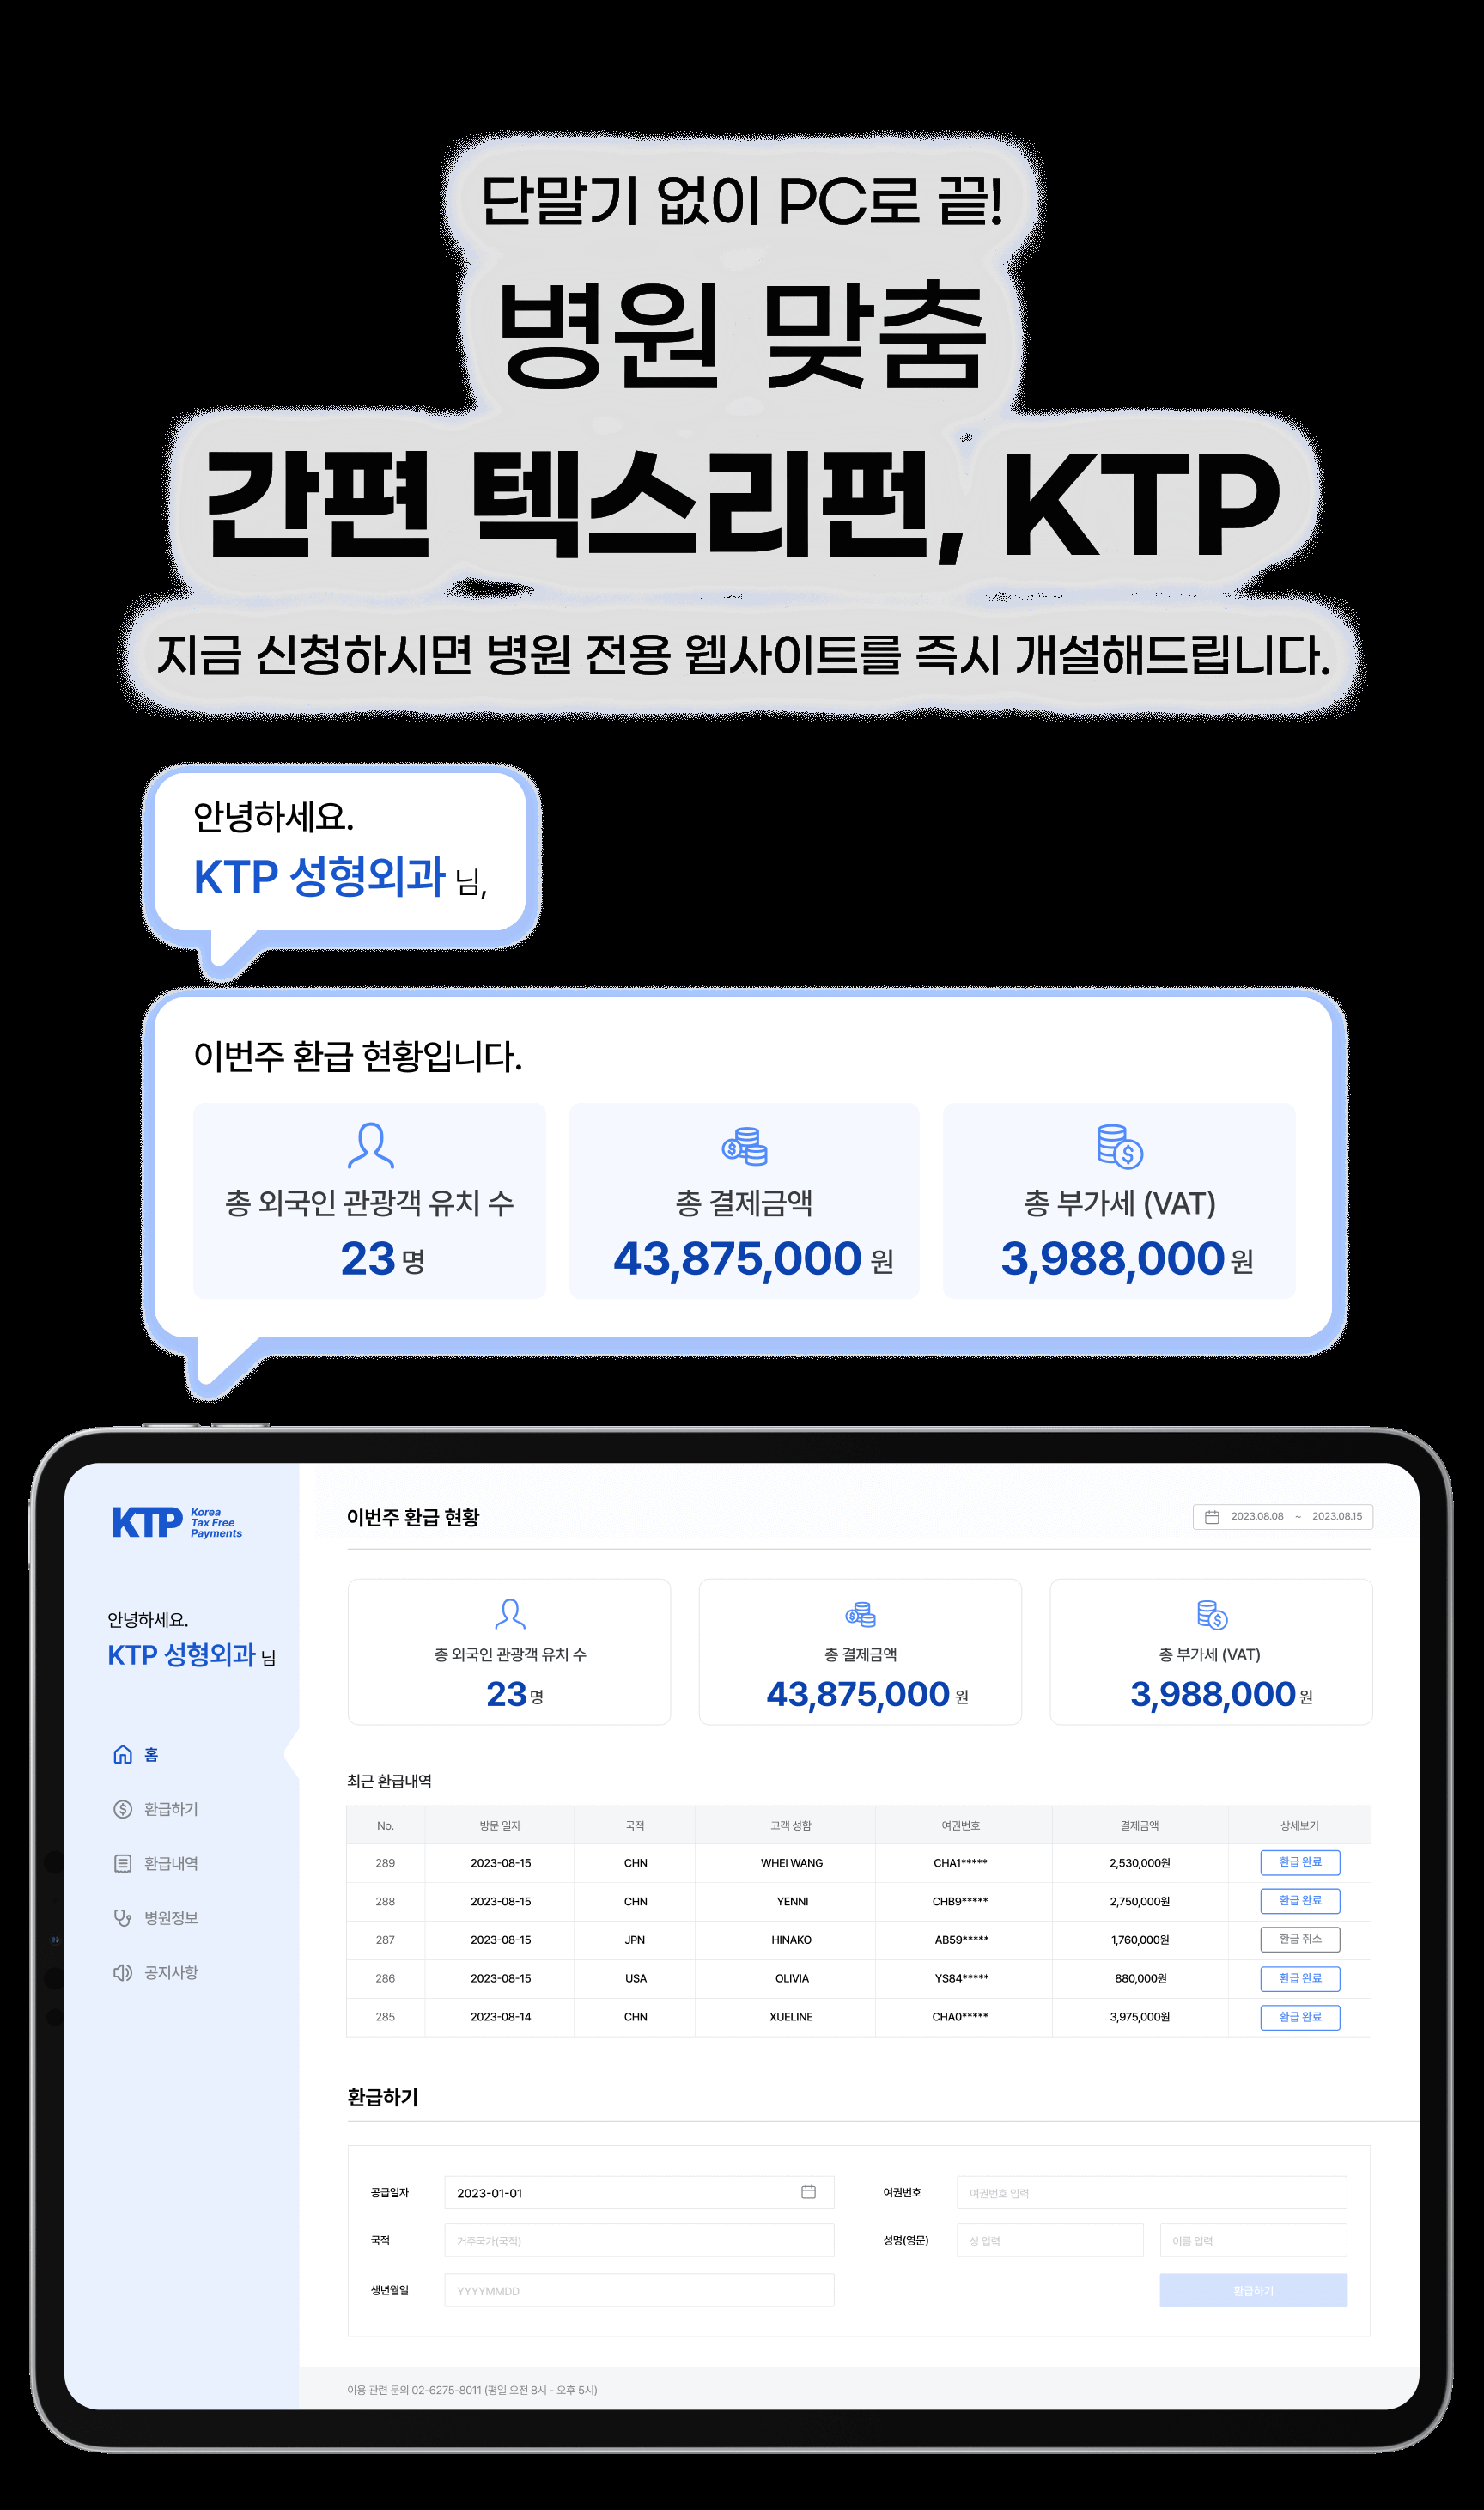 단말기 없이 PC로 끝!
병원 맞춤
간편 텍스리펀, KTP
지금 신청하시면 병원 전용 웹사이트를 즉시 개설해드립니다.
안녕하세요.
KTP 성형외과 님,
이번주 환급 현황입니다.
총 외국인 관광객 유치 수 총 결제금액 총 부가세 (VAT)
23 명 43,875,000 원 3,988,000 원
KTP Korea
Tax Free
Payments
안녕하세요.
KTP 성형외과 님
홈
환급하기
환급내역
병원정보
공지사항
이번주 환급 현황 2023.08.08 ~ 2023.08.15
총 외국인 관광객 유치 수 총 결제금액 총 부가세 (VAT)
23 명 43,875,000 원 3,988,000 원
최근 환급내역
No. 방문 일자 국적 고객 성함 여권번호 결제금액 상세보기
289 2023-08-15 CHN WHEI WANG CHA1***** 2,530,000원 환급 완료
288 2023-08-15 CHN YENNI CHB9***** 2,750,000원 환급 완료
287 2023-08-15 JPN HINAKO AB59***** 1,760,000원 환급 취소
286 2023-08-15 USA OLIVIA YS84***** 880,000원 환급 완료
285 2023-08-14 CHN XUELINE CHA0***** 3,975,000원 환급 완료
환급하기
공급일자 2023-01-01 여권번호 여권번호 입력
국적 거주국가(국적) 성명(영문) 성 입력 이름 입력
생년월일 YYYYMMDD 환급하기
이용 관련 문의 02-6275-8011 (평일 오전 8시 - 오후 5시)